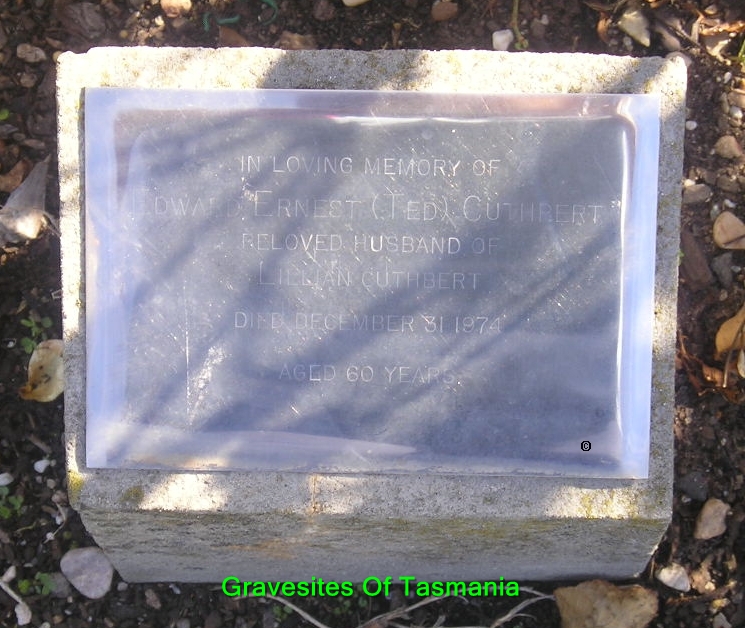 IN LOVING MEMORY OF
EDWARD ERNEST (TED) CUTHBERT
BELOVED HUSBAND OF
LILLIAN CUTHBERT
DIED DECEMBER 31 1974
AGED 60 YEARS
©
Gravesites Of Tasmania